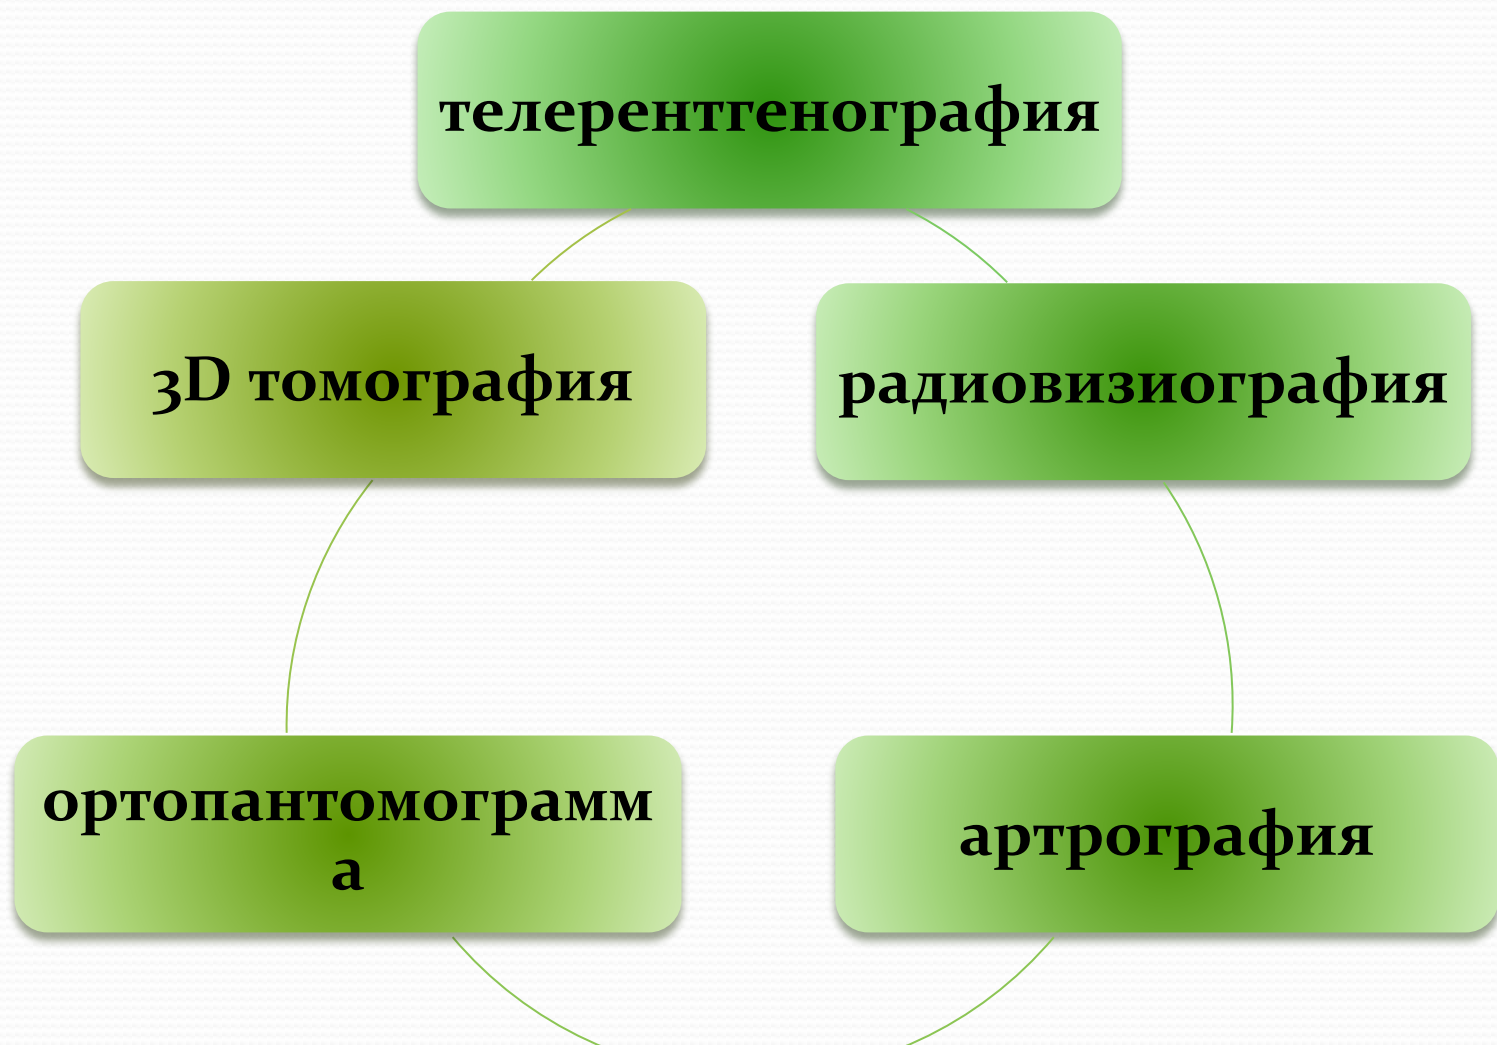 телерентгенография
3D томография
радиовизиография
ортопантомограмм
а
артрография